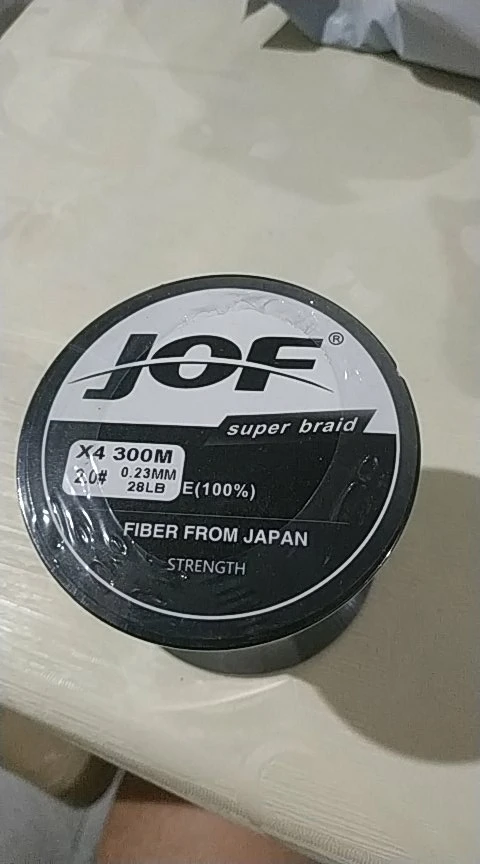 JOF®
super braid
X4 300M
2.0# 0.23MM
28LB
E(100%)
FIBER FROM JAPAN
STRENGTH